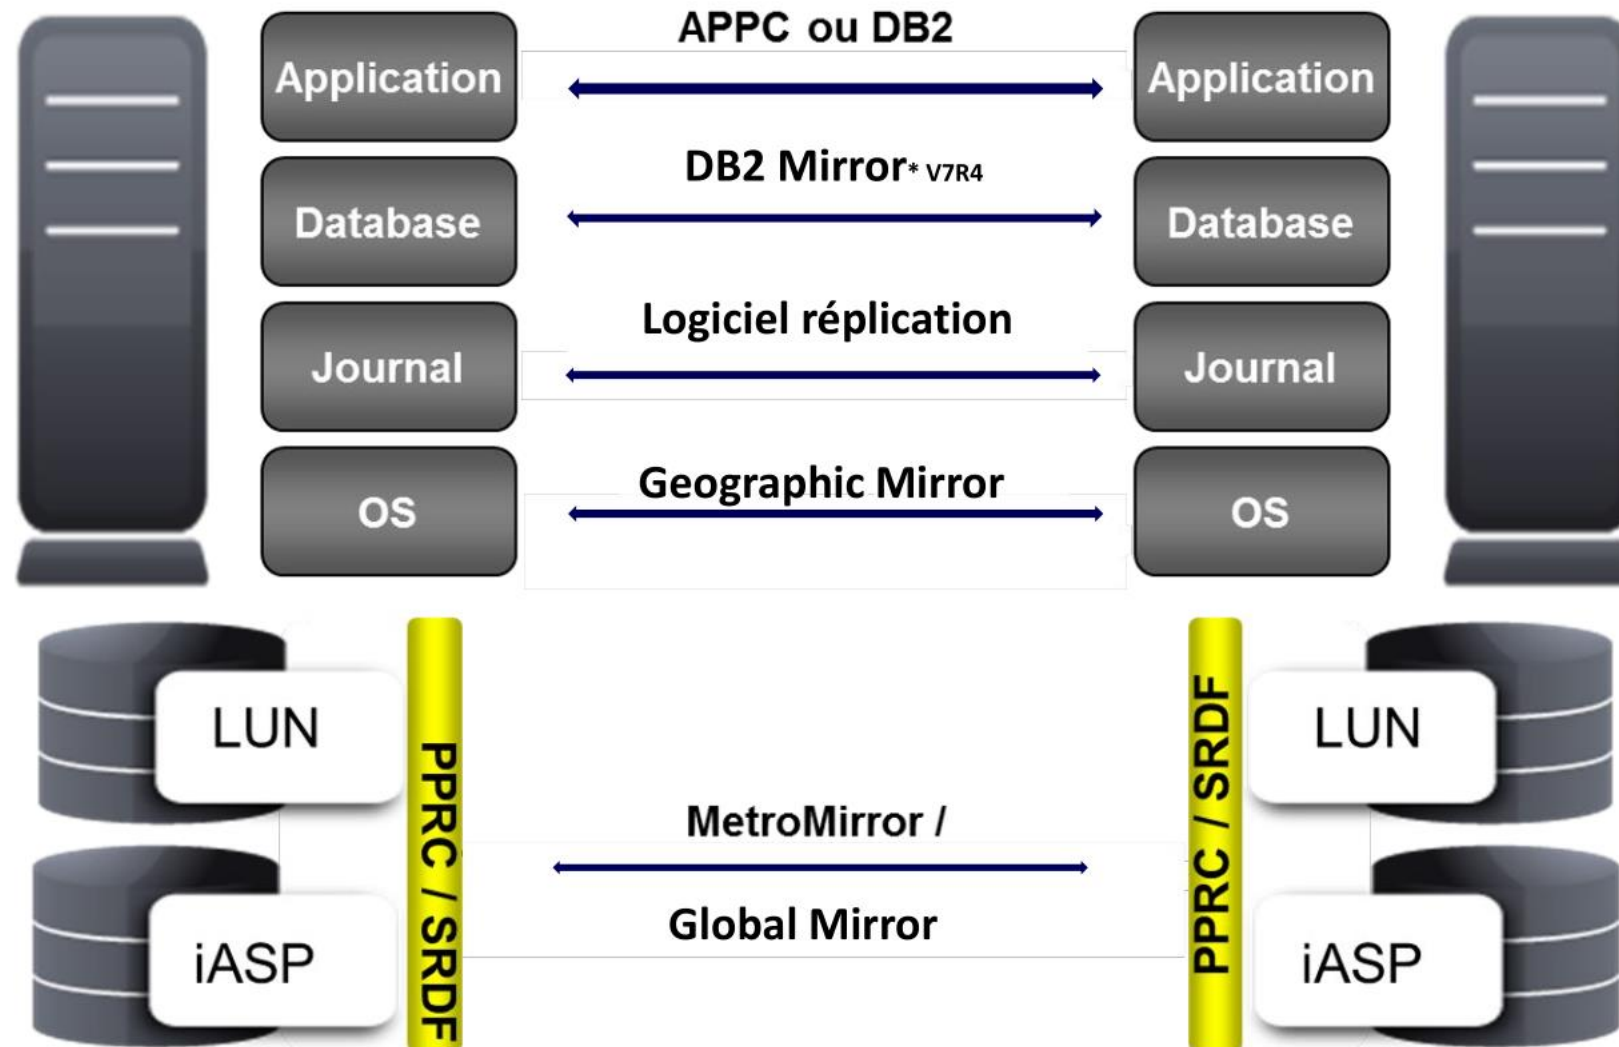 APPC ou DB2
Application
Application
DB2 Mirror* V7R4
Database
Database
Logiciel réplication
Journal
Journal
Geographic Mirror
OS
OS
LUN
PPRC / SRDF
PPRC / SRDF
LUN
MetroMirror /
Global Mirror
iASP
iASP